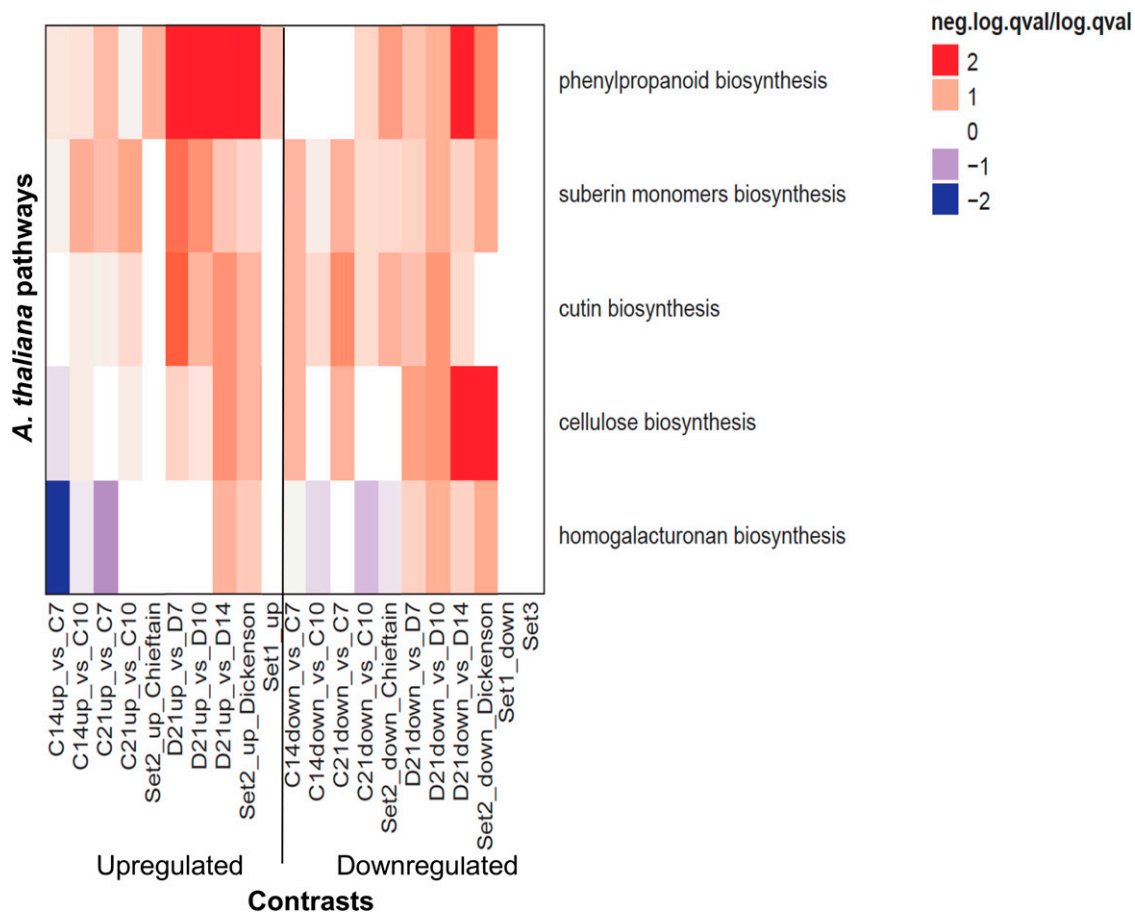 neg.log.qval/log.qval
2
1
0
−1
−2
A. thaliana pathways
phenylpropanoid biosynthesis
suberin monomers biosynthesis
cutin biosynthesis
cellulose biosynthesis
homogalacturonan biosynthesis
C14up_vs_C7
C14up_vs_C10
C21up_vs_C7
C21up_vs_C10
Set2_up_Chieftain
D21up_vs_D7
D21up_vs_D10
D21up_vs_D14
Set2_up_Dickenson
Set1_up
C14down_vs_C7
C14down_vs_C10
C21down_vs_C7
C21down_vs_C10
Set2_down_Chieftain
D21down_vs_D7
D21down_vs_D10
D21down_vs_D14
Set2_down_Dickenson
Set1_down
Set3
Upregulated
Downregulated
Contrasts